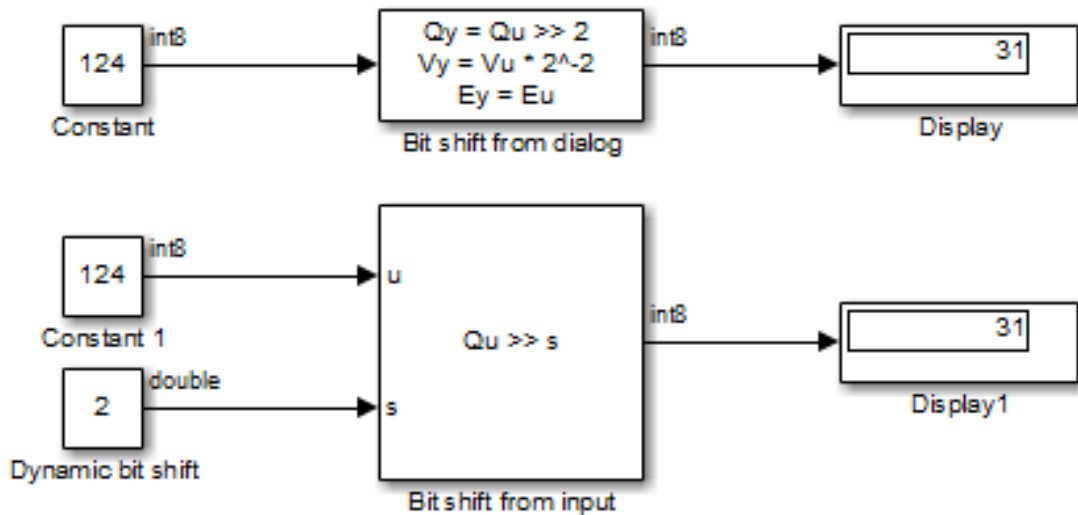 int8
124
Constant
Qy = Qu >> 2
Vy = Vu * 2^-2
Ey = Eu
Bit shift from dialog
int8
31
Display
int8
124
Constant 1
double
2
Dynamic bit shift
u
Qu >> s
s
Bit shift from input
int8
31
Display1